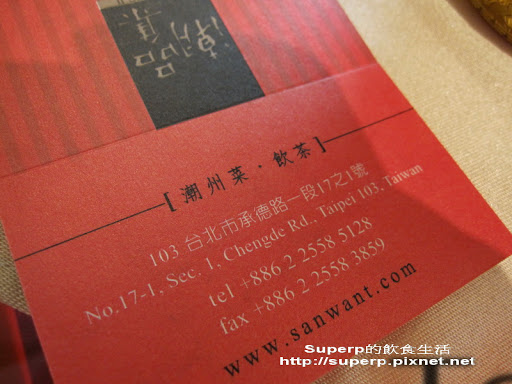 潮品集
[潮州菜・飲茶]
103 台北市承德路一段17之1號
No.17-1, Sec. 1, Chengde Rd., Taipei 103, Taiwan
tel +886 2 2558 5128
fax +886 2 2558 3859
www.sanwant.com
Superp的飲食生活
http://superp.pixnet.net